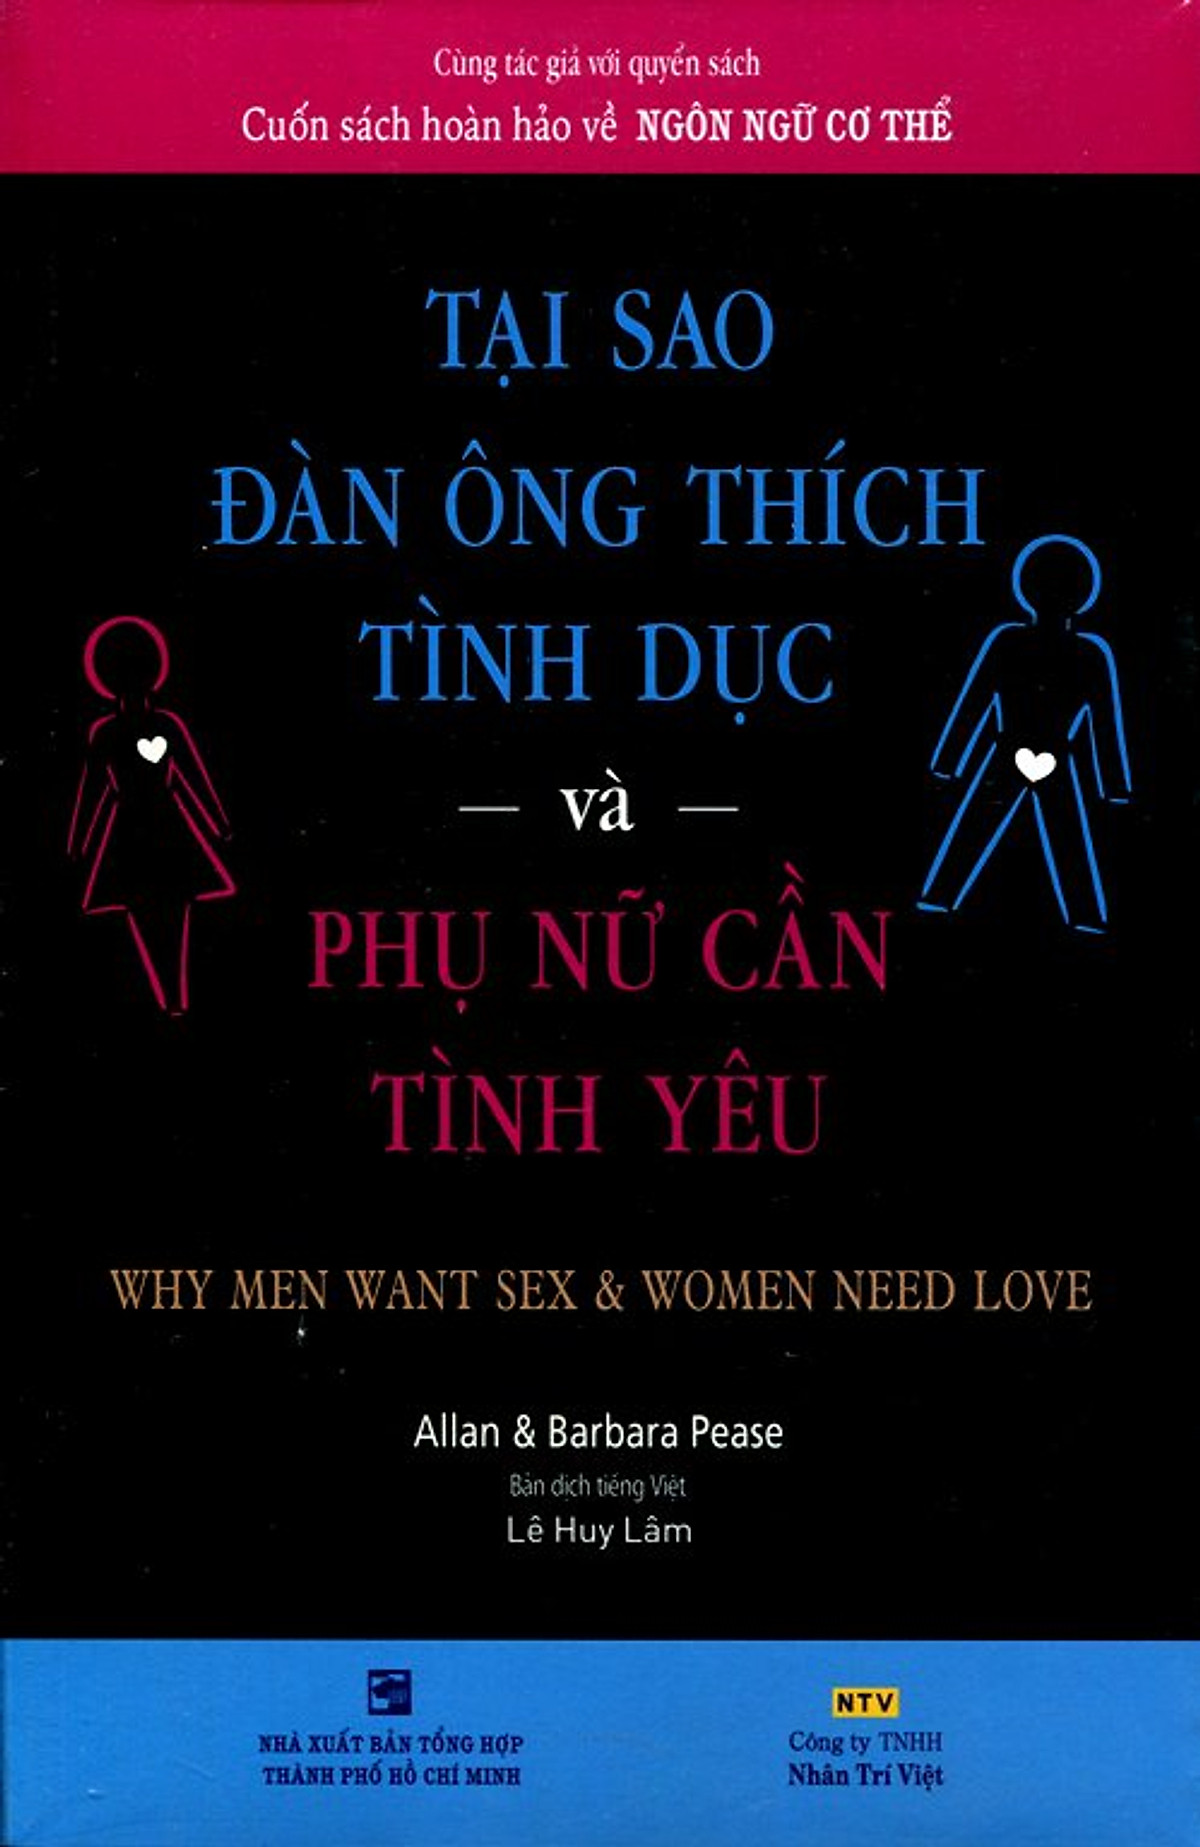 Cùng tác giả với quyển sách
Cuốn sách hoàn hảo về NGÔN NGỮ CƠ THỂ
TẠI SAO
ĐÀN ÔNG THÍCH
TÌNH DỤC
— và —
PHỤ NỮ CẦN
TÌNH YÊU
WHY MEN WANT SEX & WOMEN NEED LOVE
Allan & Barbara Pease
Bản dịch tiếng Việt
Lê Huy Lâm
NHÀ XUẤT BẢN TỔNG HỢP
THÀNH PHỐ HỒ CHÍ MINH
NTV
Công ty TNHH
Nhân Trí Việt